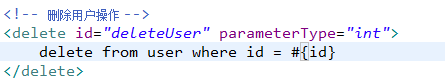 <!-- 删除用户操作 -->
<delete id="deleteUser" parameterType="int">
delete from user where id = #{id}
</delete>